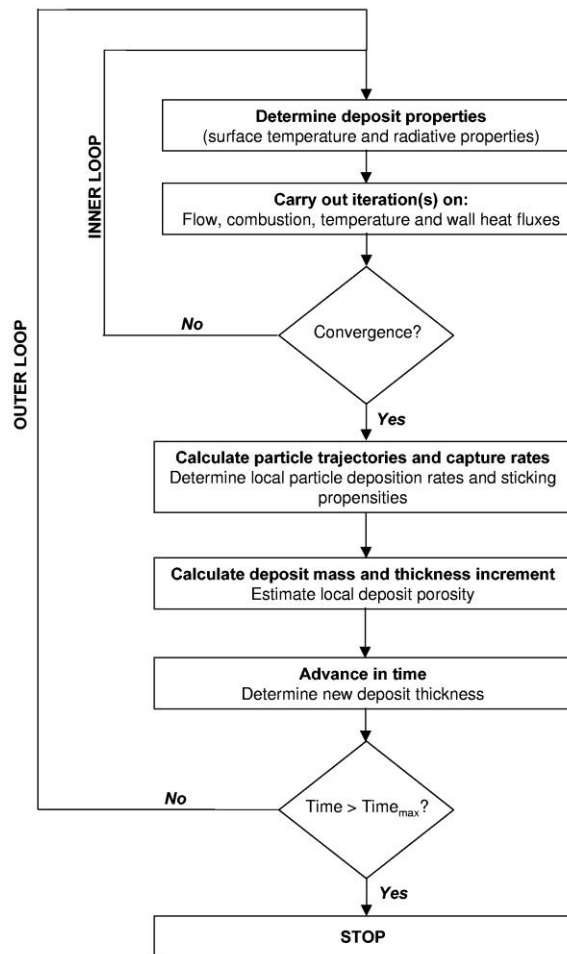 Determine deposit properties
(surface temperature and radiative properties)
Carry out iteration(s) on:
Flow, combustion, temperature and wall heat fluxes
INNER LOOP
No
Convergence?
OUTER LOOP
Yes
Calculate particle trajectories and capture rates
Determine local particle deposition rates and sticking
propensities
Calculate deposit mass and thickness increment
Estimate local deposit porosity
Advance in time
Determine new deposit thickness
No
Time > Timemax?
Yes
STOP